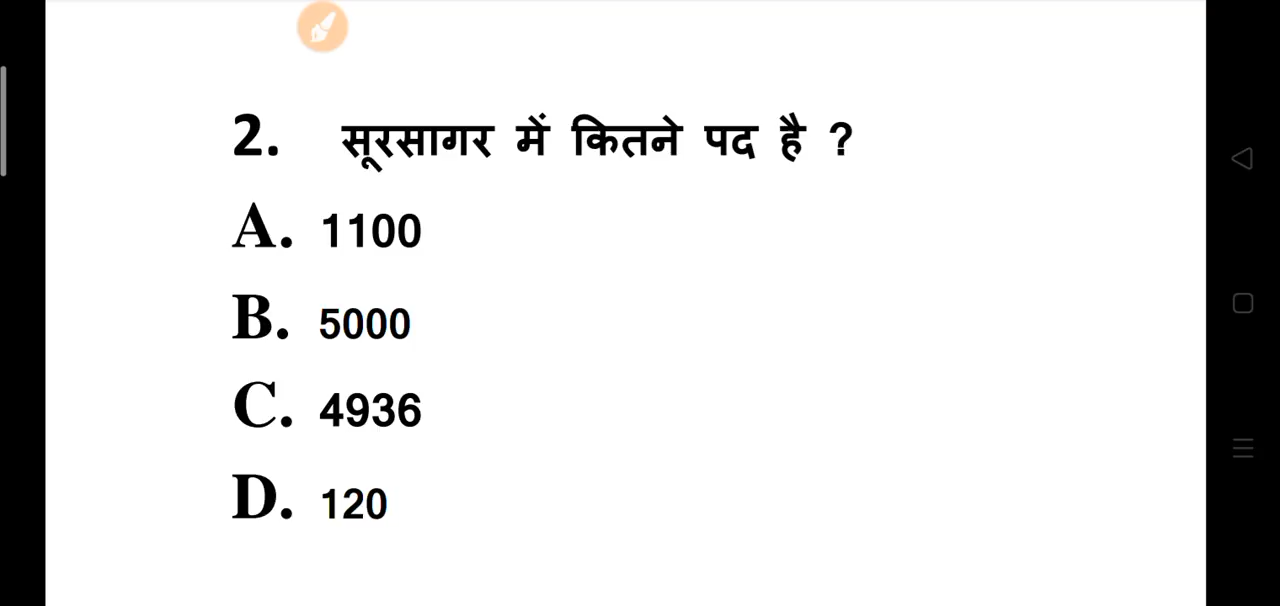 2. सूरसागर में कितने पद है ?
A. 1100
B. 5000
C. 4936
D. 120